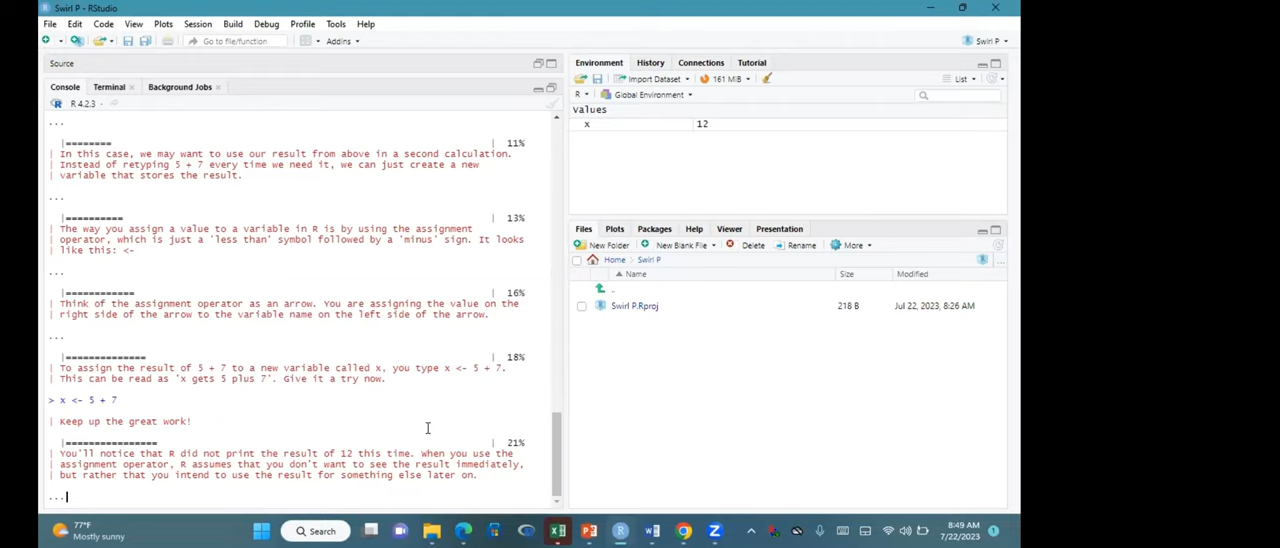 Swirl P - RStudio
File Edit Code View Plots Session Build Debug Profile Tools Help
Go to file/function Addins Swirl P
Source
Console Terminal Background Jobs
R 4.2.3 ·
...
|======== | 11%
| In this case, we may want to use our result from above in a second calculation.
| Instead of retyping 5 + 7 every time we need it, we can just create a new
| variable that stores the result.
...
|========== | 13%
| The way you assign a value to a variable in R is by using the assignment
| operator, which is just a 'less than' symbol followed by a 'minus' sign. It looks
| like this: <-
...
|============ | 16%
| Think of the assignment operator as an arrow. You are assigning the value on the
| right side of the arrow to the variable name on the left side of the arrow.
...
|============== | 18%
| To assign the result of 5 + 7 to a new variable called x, you type x <- 5 + 7.
| This can be read as 'x gets 5 plus 7'. Give it a try now.
> x <- 5 + 7
| Keep up the great work!
|================ | 21%
| You'll notice that R did not print the result of 12 this time. When you use the
| assignment operator, R assumes that you don't want to see the result immediately,
| but rather that you intend to use the result for something else later on.
...
Environment History Connections Tutorial
Import Dataset 161 MiB List
R Global Environment
Values
x 12
Files Plots Packages Help Viewer Presentation
New Folder New Blank File Delete Rename More
Home Swirl P ...
Name Size Modified
..
Swirl P.Rproj 218 B Jul 22, 2023, 8:26 AM
77°F
Mostly sunny
Search
8:49 AM
7/22/2023
1